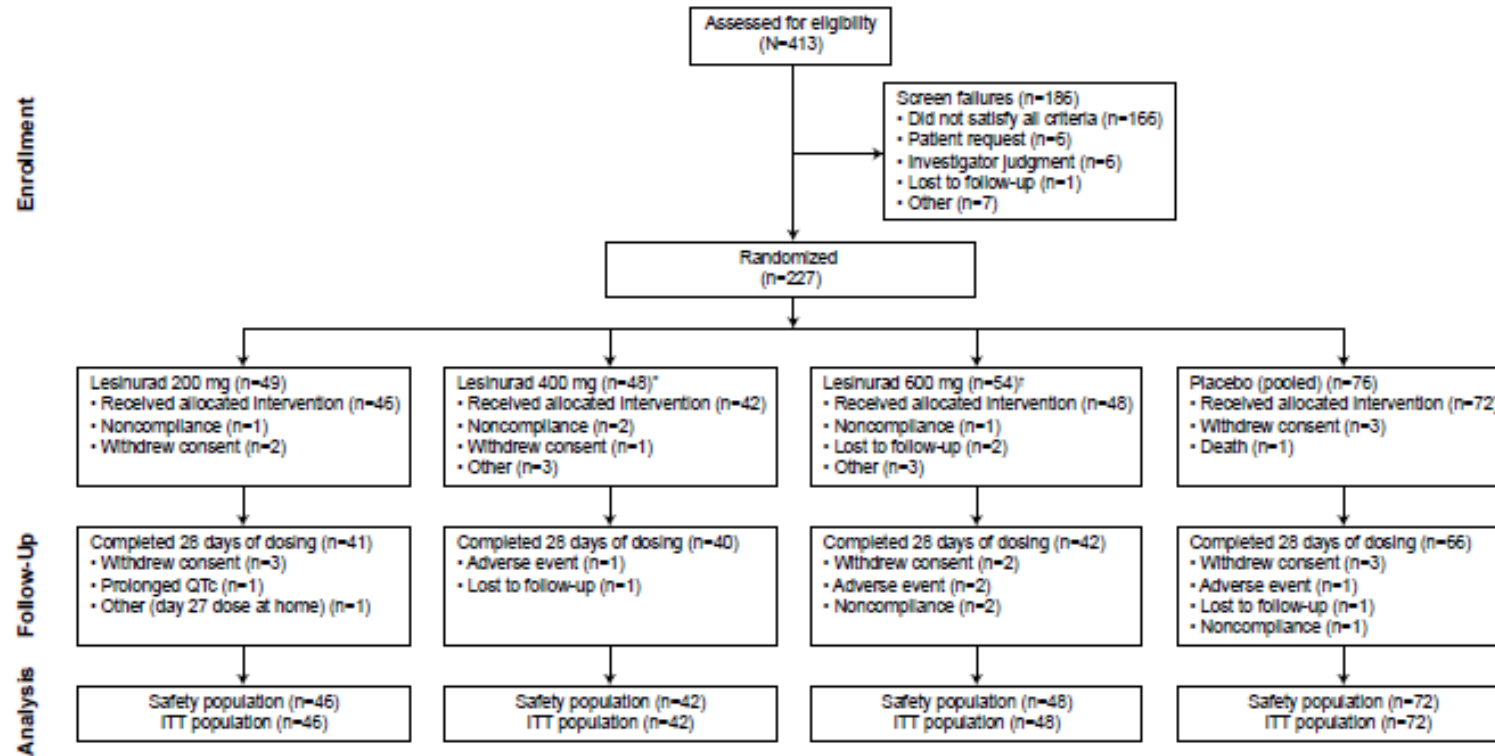 Assessed for eligibility
(N=413)
Enrollment
Screen failures (n=186)
• Did not satisfy all criteria (n=166)
• Patient request (n=6)
• Investigator judgment (n=6)
• Lost to follow-up (n=1)
• Other (n=7)
Randomized
(n=227)
Lesinurad 200 mg (n=49)
• Received allocated intervention (n=46)
• Noncompliance (n=1)
• Withdrew consent (n=2)
Lesinurad 400 mg (n=48)*
• Received allocated intervention (n=42)
• Noncompliance (n=2)
• Withdrew consent (n=1)
• Other (n=3)
Lesinurad 600 mg (n=54)†
• Received allocated intervention (n=48)
• Noncompliance (n=1)
• Lost to follow-up (n=2)
• Other (n=3)
Placebo (pooled) (n=76)
• Received allocated intervention (n=72)
• Withdrew consent (n=3)
• Death (n=1)
Follow-Up
Completed 28 days of dosing (n=41)
• Withdrew consent (n=3)
• Prolonged QTc (n=1)
• Other (day 27 dose at home) (n=1)
Completed 28 days of dosing (n=40)
• Adverse event (n=1)
• Lost to follow-up (n=1)
Completed 28 days of dosing (n=42)
• Withdrew consent (n=2)
• Adverse event (n=2)
• Noncompliance (n=2)
Completed 28 days of dosing (n=66)
• Withdrew consent (n=3)
• Adverse event (n=1)
• Lost to follow-up (n=1)
• Noncompliance (n=1)
Analysis
Safety population (n=46)
ITT population (n=46)
Safety population (n=42)
ITT population (n=42)
Safety population (n=48)
ITT population (n=48)
Safety population (n=72)
ITT population (n=72)